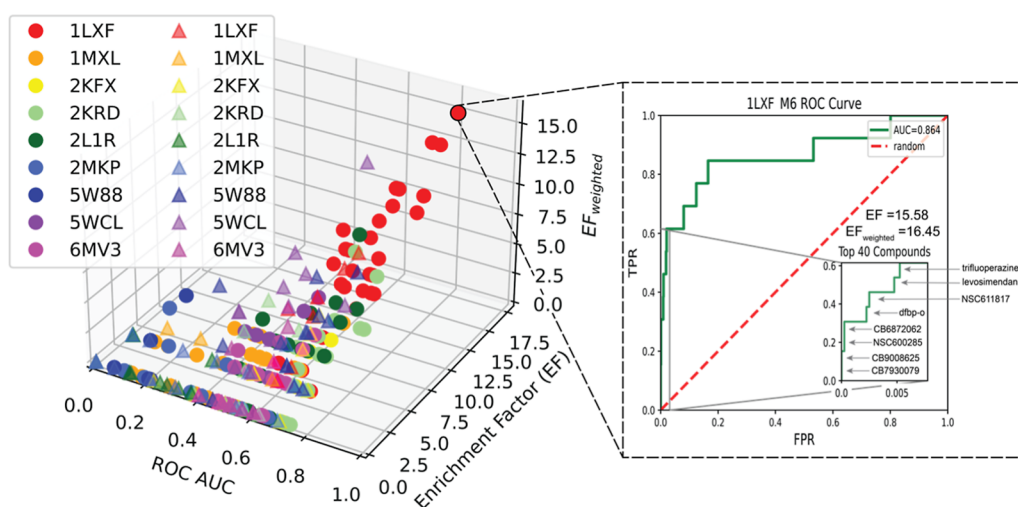 1LXF 1LXF
1MXL 1MXL
2KFX 2KFX
2KRD 2KRD
2L1R 2L1R
2MKP 2MKP
5W88 5W88
5WCL 5WCL
6MV3 6MV3
15.0
12.5
10.0
7.5
5.0
2.5
0.0
EFweighted
17.5
15.0
12.5
10.0
7.5
5.0
2.5
0.0
Enrichment Factor (EF)
0.0
0.2
0.4
0.6
0.8
1.0
ROC AUC
1LXF M6 ROC Curve
AUC=0.864
random
1.0
0.8
0.6
0.4
0.2
0.0
TPR
0.0 0.2 0.4 0.6 0.8 1.0
FPR
EF =15.58
EFweighted =16.45
Top 40 Compounds
0.6
0.4
0.2
0.0
0.0 0.005
trifluoperazine
levosimendan
NSC611817
dfbp-o
CB6872062
NSC600285
CB9008625
CB7930079